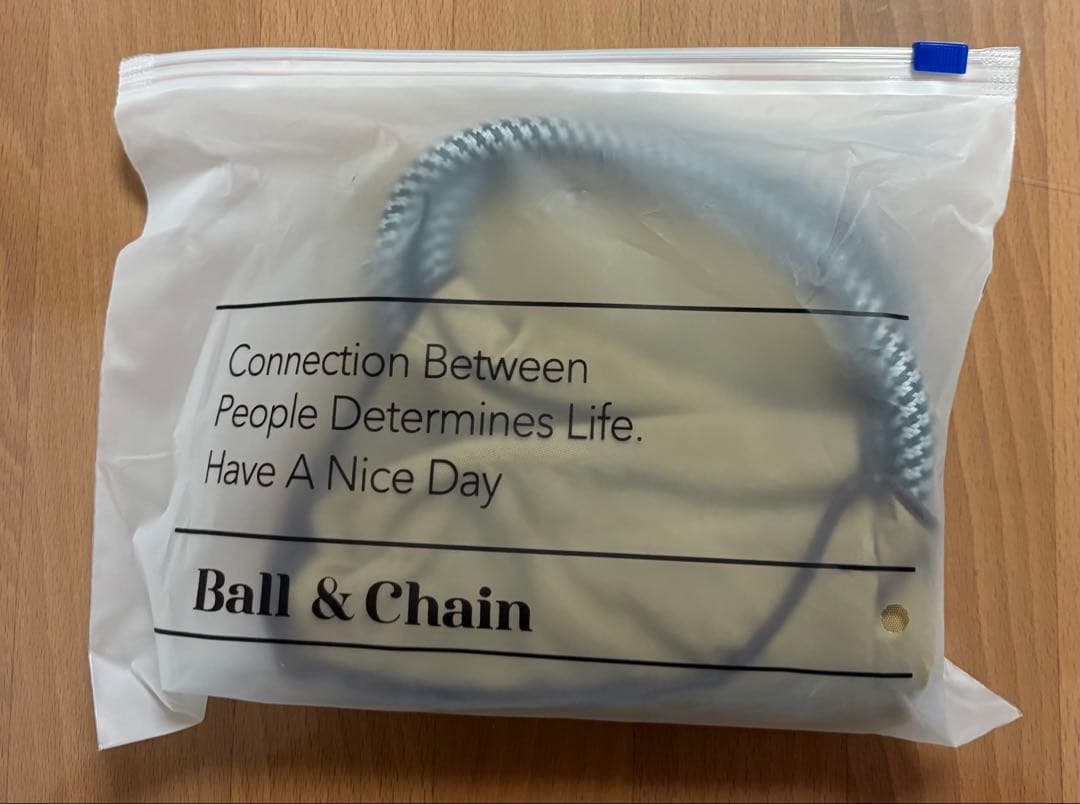 Connection Between
People Determines Life.
Have A Nice Day
Ball & Chain